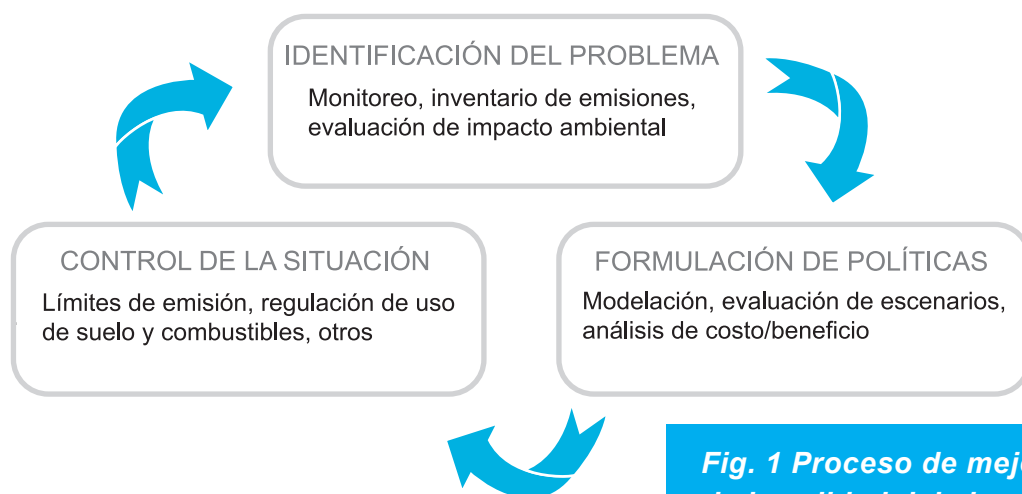 IDENTIFICACIÓN DEL PROBLEMA
Monitoreo, inventario de emisiones,
evaluación de impacto ambiental
CONTROL DE LA SITUACIÓN
Límites de emisión, regulación de uso
de suelo y combustibles, otros
FORMULACIÓN DE POLÍTICAS
Modelación, evaluación de escenarios,
análisis de costo/beneficio
Fig. 1 Proceso de mej